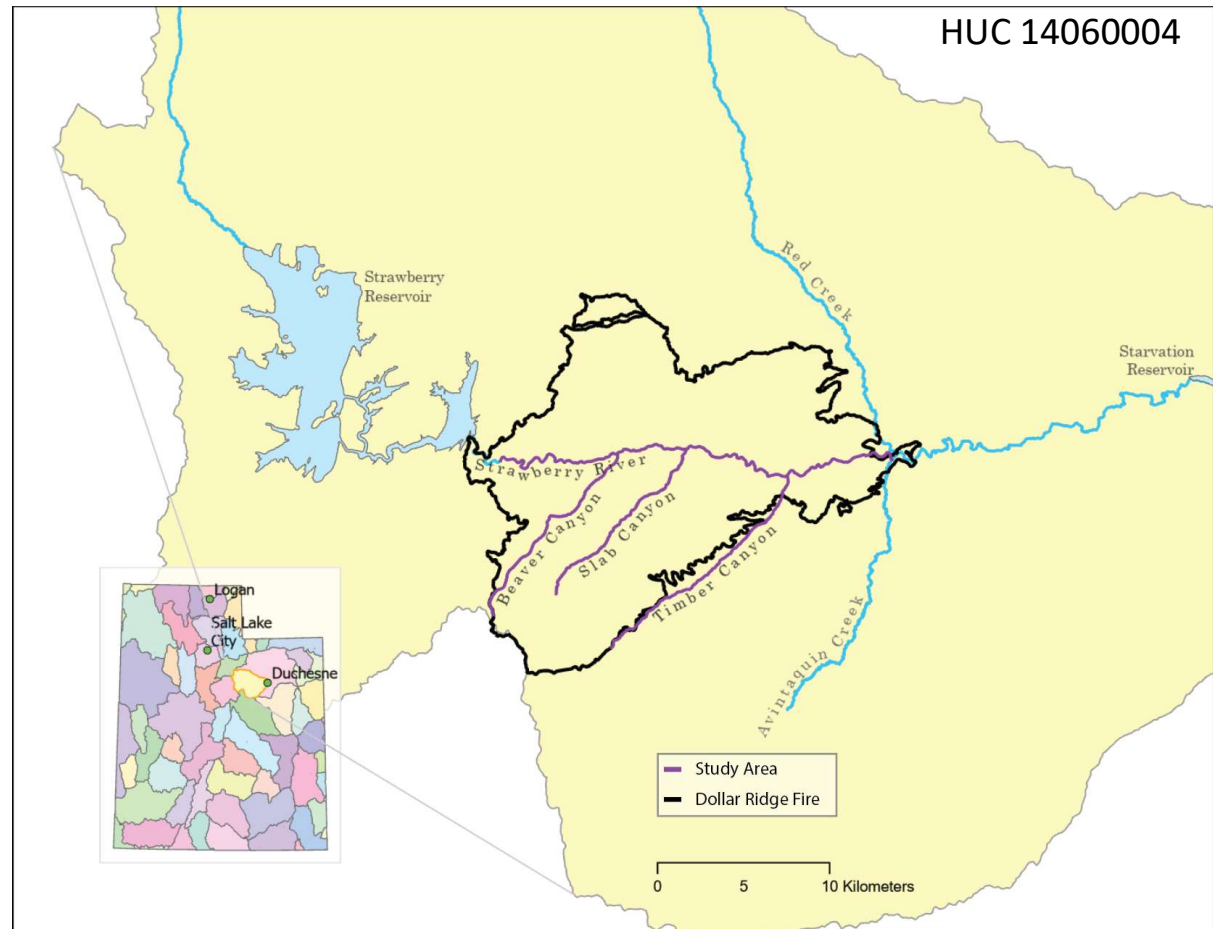 HUC 14060004
Red Creek
Strawberry
Reservoir
Starvation
Reservoir
Strawberry River
Beaver Canyon
Slab Canyon
Timber Canyon
Avintaquin Creek
Logan
Salt Lake
City
Duchesne
Study Area
Dollar Ridge Fire
0 5 10 Kilometers